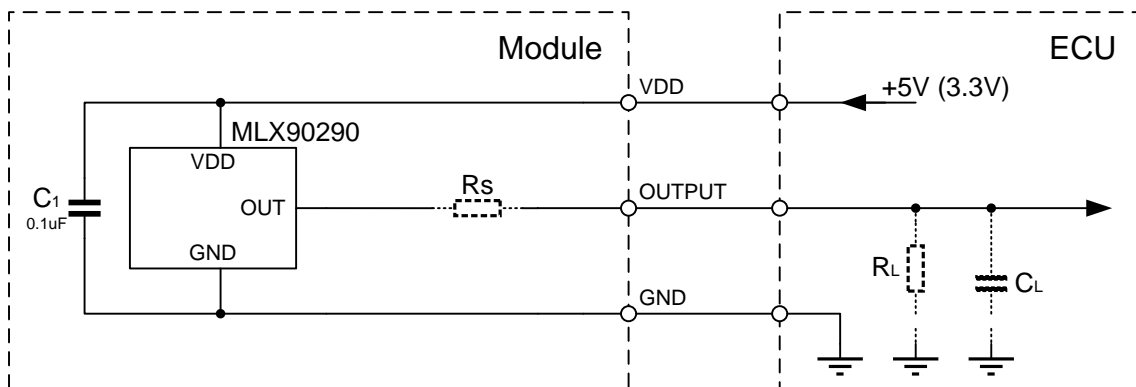 Module
ECU
VDD
+5V (3.3V)
MLX90290
VDD
C1
0.1uF
OUT
Rs
OUTPUT
GND
RL
CL
GND